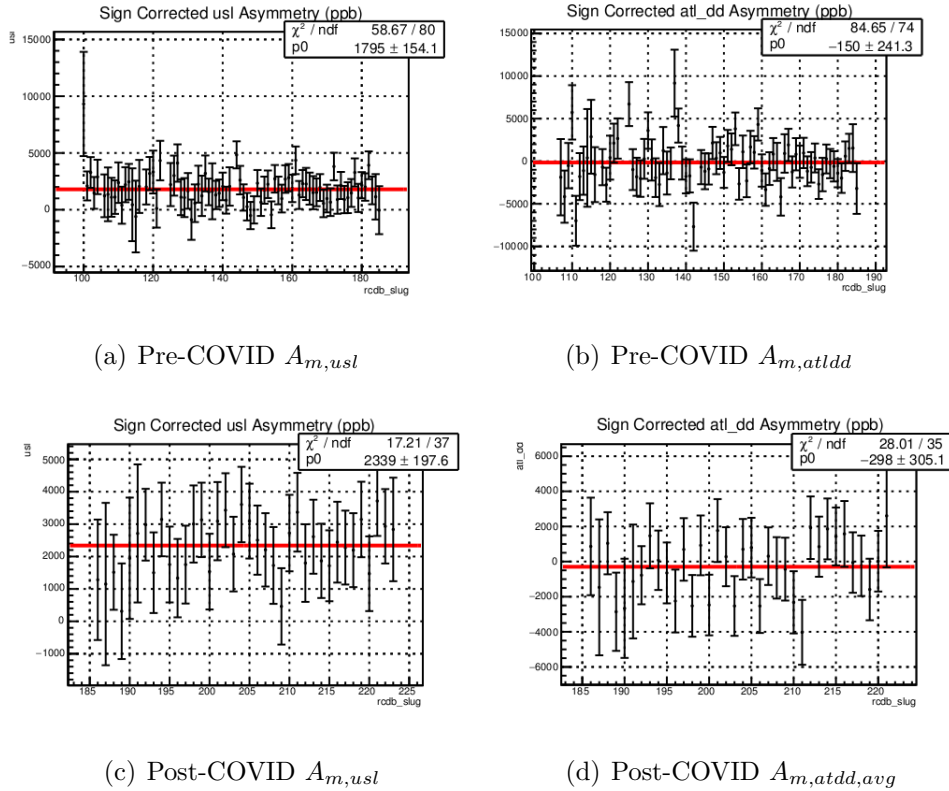 Sign Corrected usl Asymmetry (ppb)
χ² / ndf 58.67 / 80
p0 1795 ± 154.1
usl
15000
10000
5000
0
−5000
100 120 140 160 180
rcdb_slug
(a) Pre-COVID A_{m,usl}
Sign Corrected atl_dd Asymmetry (ppb)
χ² / ndf 84.65 / 74
p0 −150 ± 241.3
15000
10000
5000
0
−5000
−10000
100 110 120 130 140 150 160 170 180 190
rcdb_slug
(b) Pre-COVID A_{m,atldd}
Sign Corrected usl Asymmetry (ppb)
χ² / ndf 17.21 / 37
p0 2339 ± 197.6
usl
5000
4000
3000
2000
1000
0
−1000
185 190 195 200 205 210 215 220 225
rcdb_slug
(c) Post-COVID A_{m,usl}
Sign Corrected atl_dd Asymmetry (ppb)
χ² / ndf 28.01 / 35
p0 −298 ± 305.1
atl_dd
6000
4000
2000
0
−2000
−4000
−6000
185 190 195 200 205 210 215 220
rcdb_slug
(d) Post-COVID A_{m,atdd,avg}